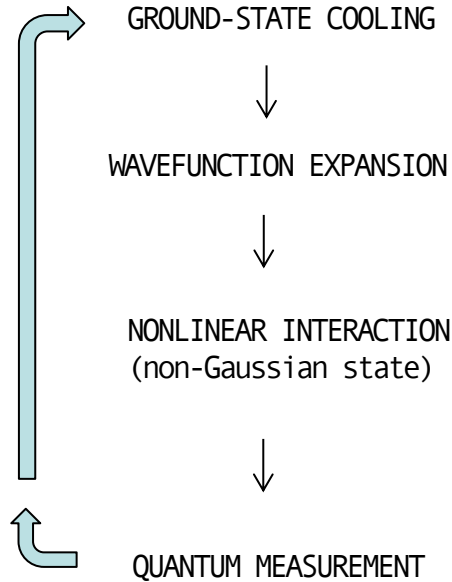 GROUND-STATE COOLING
WAVEFUNCTION EXPANSION
NONLINEAR INTERACTION
(non-Gaussian state)
QUANTUM MEASUREMENT